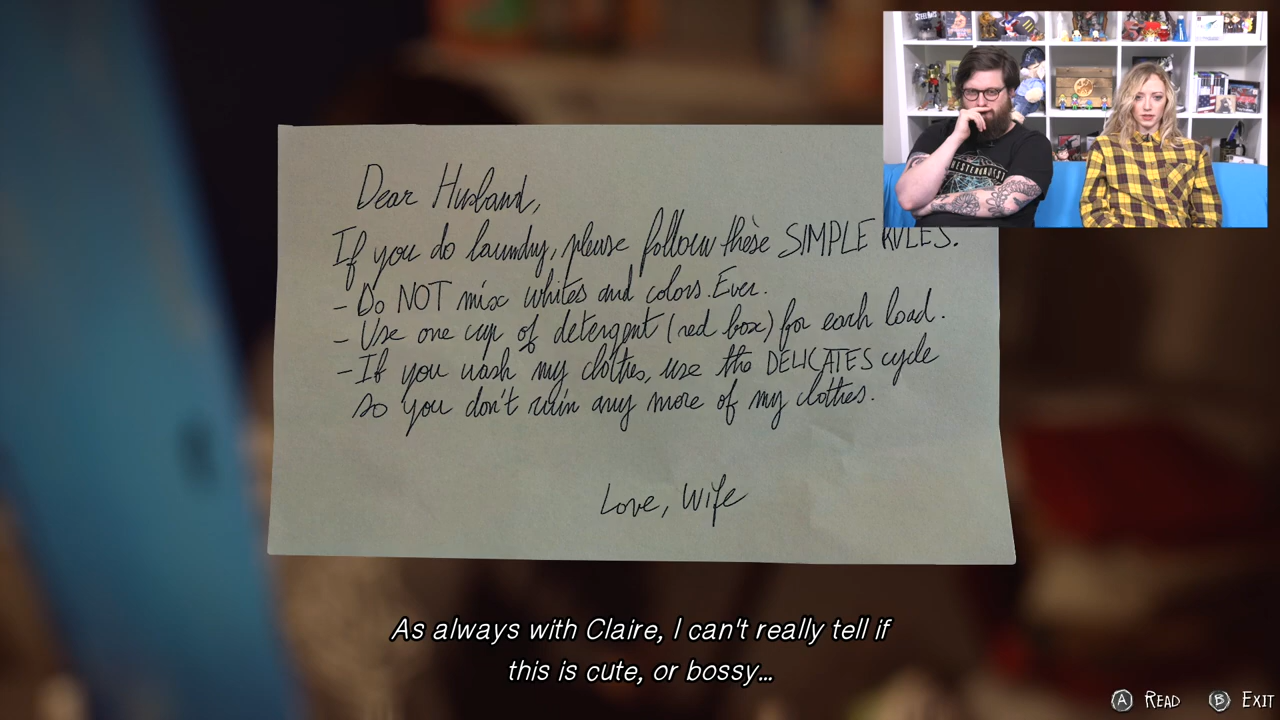 Dear Husband,
If you do laundry, please follow these SIMPLE RULES.
- Do NOT mix whites and colors. Ever.
- Use one cup of detergent (red box) for each load.
- If you wash my clothes, use the DELICATES cycle
so you don't ruin any more of my clothes.
Love, Wife
As always with Claire, I can't really tell if
this is cute, or bossy...
A READ B EXIT